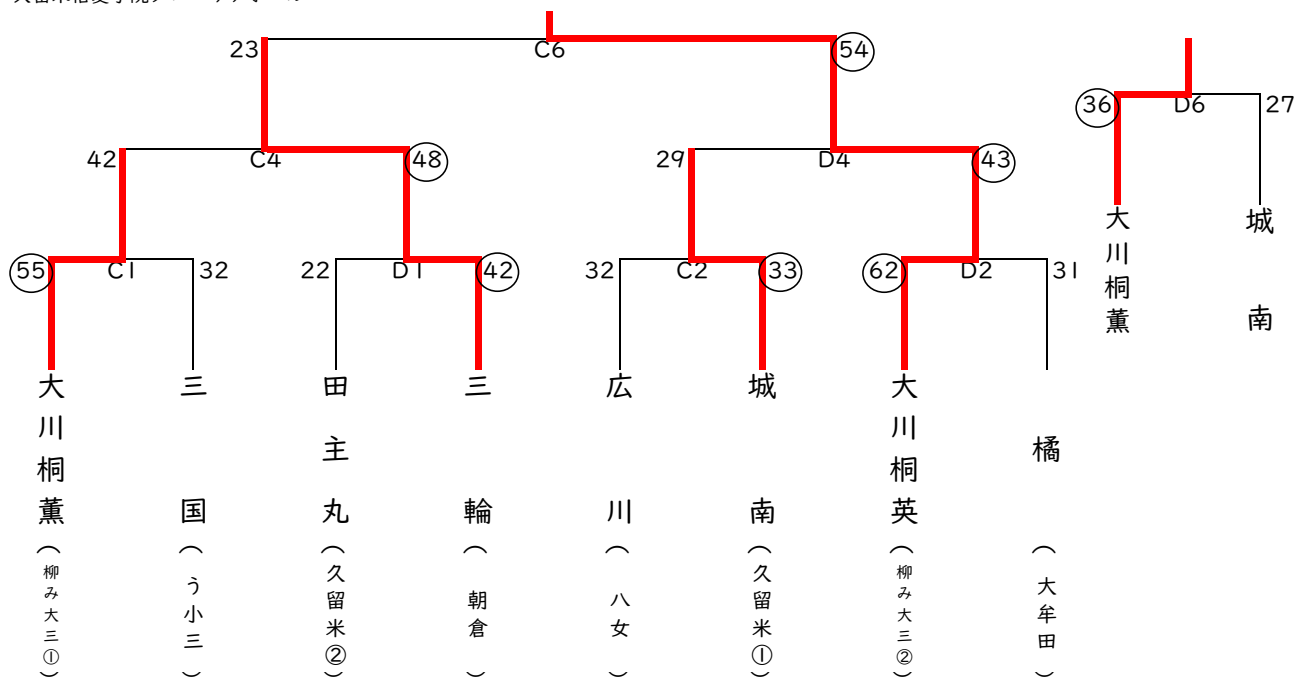 23 C6 54
36 D6 27
42 C4 48 29 D4 43
大川桐薫 城南
55 C1 32 22 D1 42 32 C2 33 62 D2 31
大川桐薫
三国
田主丸
三輪
広川
城南
大川桐英
橘
(柳み大三①)
(う小三)
(久留米②)
(朝倉)
(八女)
(久留米①)
(柳み大三②)
(大牟田)